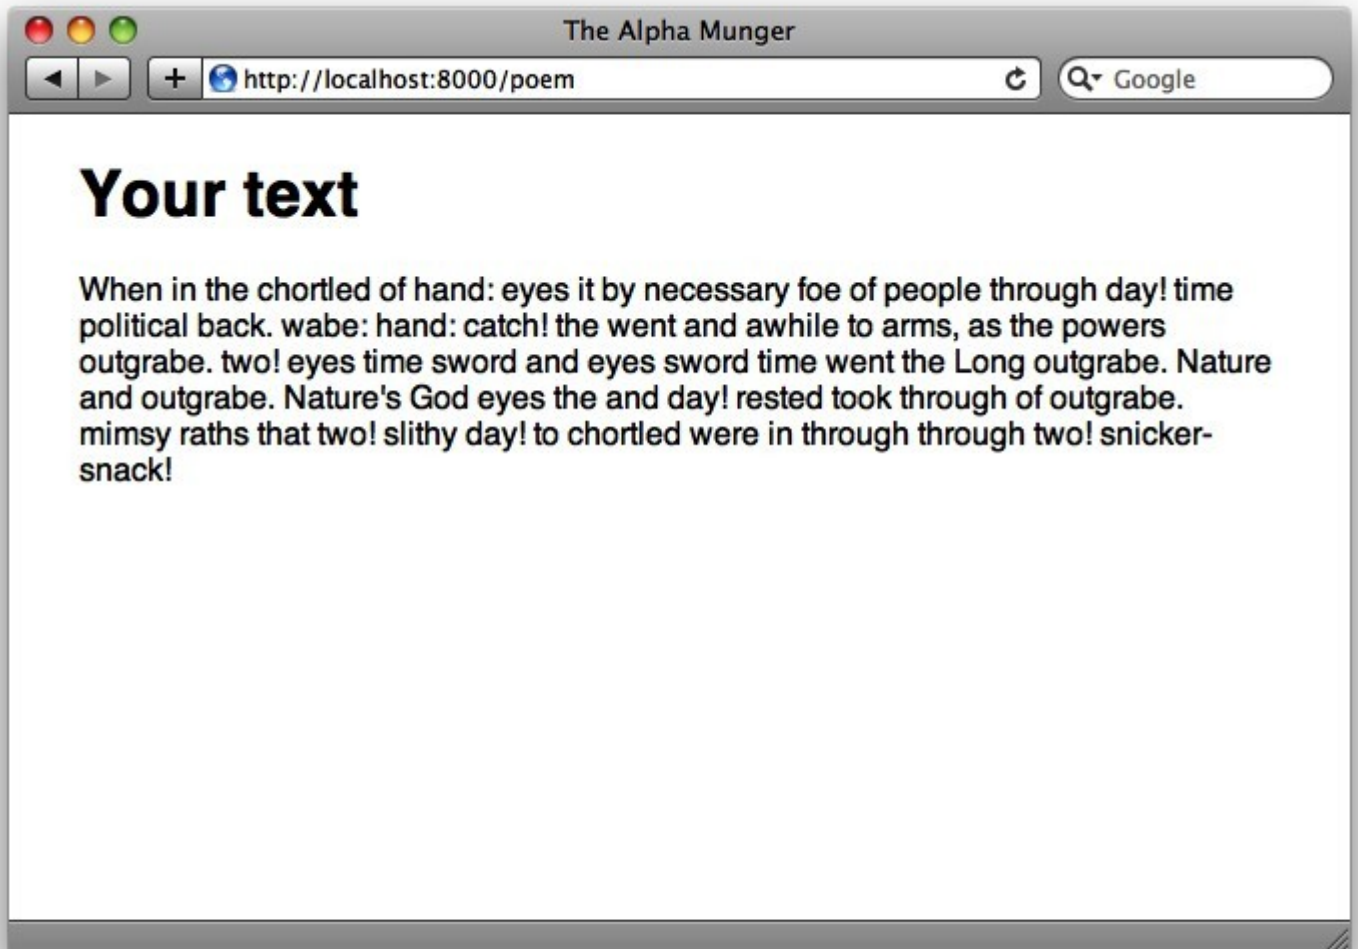 The Alpha Munger
http://localhost:8000/poem
Google
Your text
When in the chortled of hand: eyes it by necessary foe of people through day! time
political back. wabe: hand: catch! the went and awhile to arms, as the powers
outgrabe. two! eyes time sword and eyes sword time went the Long outgrabe. Nature
and outgrabe. Nature's God eyes the and day! rested took through of outgrabe.
mimsy raths that two! slithy day! to chortled were in through through two! snicker-
snack!